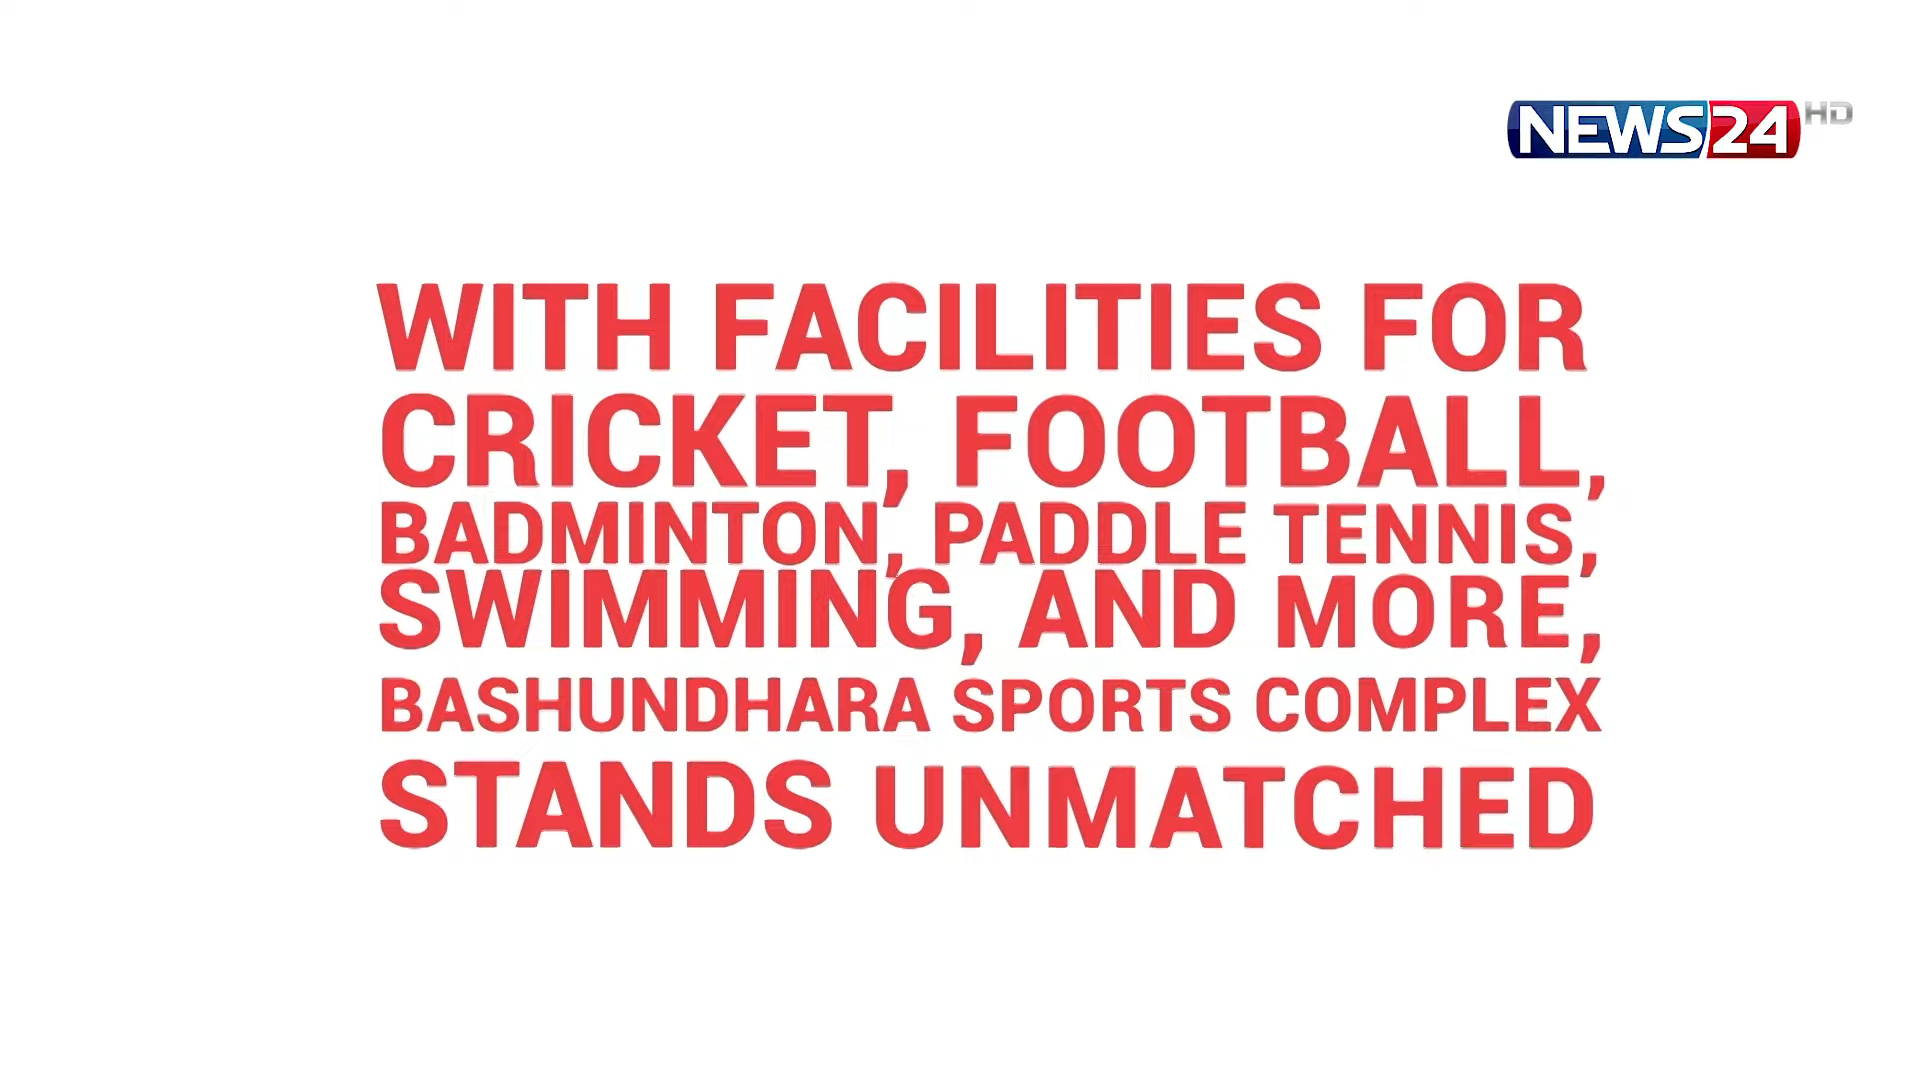 NEWS24 HD
WITH FACILITIES FOR
CRICKET, FOOTBALL,
BADMINTON, PADDLE TENNIS,
SWIMMING, AND MORE,
BASHUNDHARA SPORTS COMPLEX
STANDS UNMATCHED